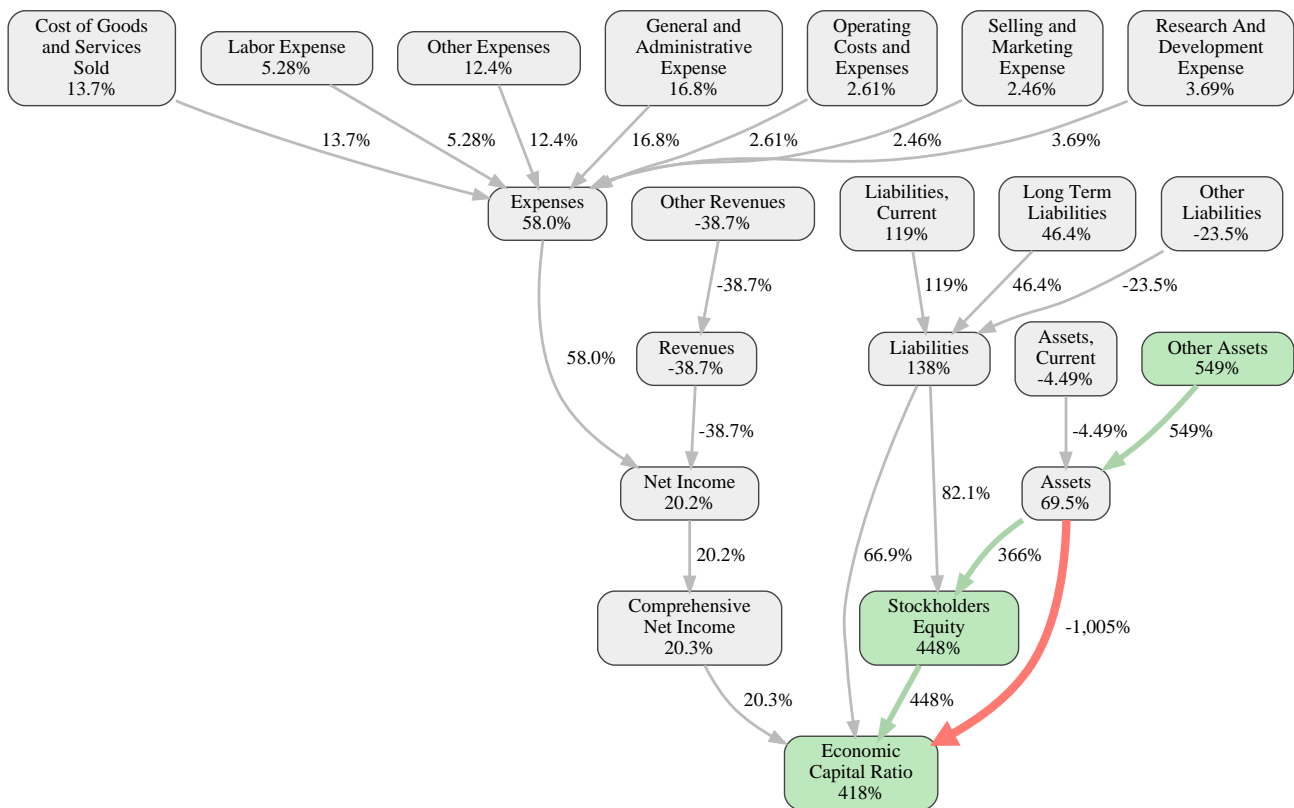 Cost of Goods
and Services
Sold
13.7%
Labor Expense
5.28%
Other Expenses
12.4%
General and
Administrative
Expense
16.8%
Operating
Costs and
Expenses
2.61%
Selling and
Marketing
Expense
2.46%
Research And
Development
Expense
3.69%
13.7%
5.28%
12.4%
16.8%
2.61%
2.46%
3.69%
Expenses
58.0%
Other Revenues
-38.7%
Liabilities,
Current
119%
Long Term
Liabilities
46.4%
Other
Liabilities
-23.5%
-38.7%
119%
46.4%
-23.5%
58.0%
Revenues
-38.7%
Liabilities
138%
Assets,
Current
-4.49%
Other Assets
549%
-38.7%
-4.49%
549%
Net Income
20.2%
82.1%
Assets
69.5%
20.2%
66.9%
366%
Comprehensive
Net Income
20.3%
Stockholders
Equity
448%
-1,005%
20.3%
448%
Economic
Capital Ratio
418%